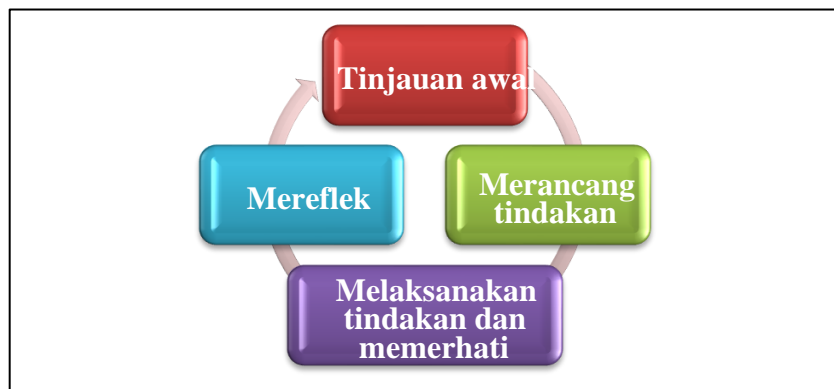 Tinjauan awal
Merancang
tindakan
Melaksanakan
tindakan dan
memerhati
Mereflek